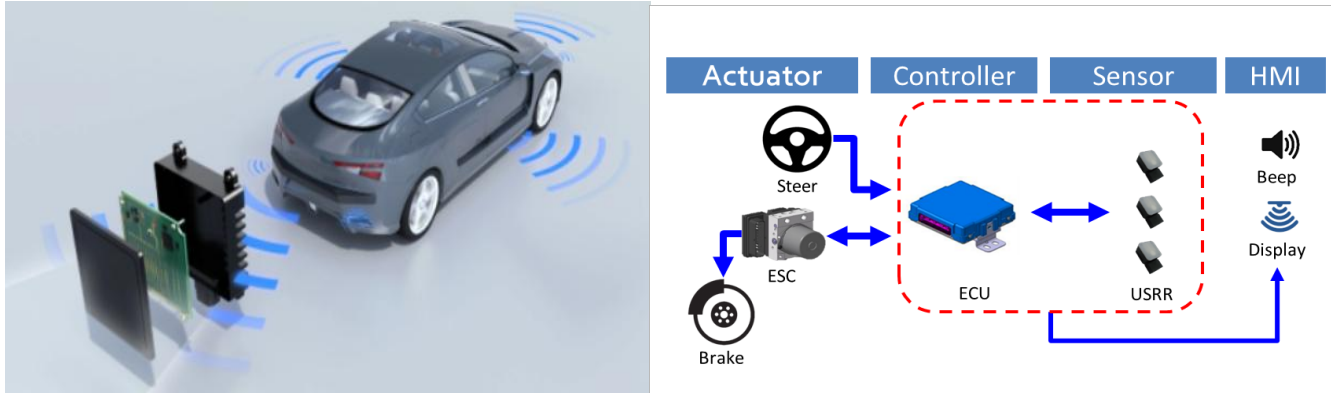 Actuator
Controller
Sensor
HMI
Steer
ESC
Brake
ECU
USRR
Beep
Display